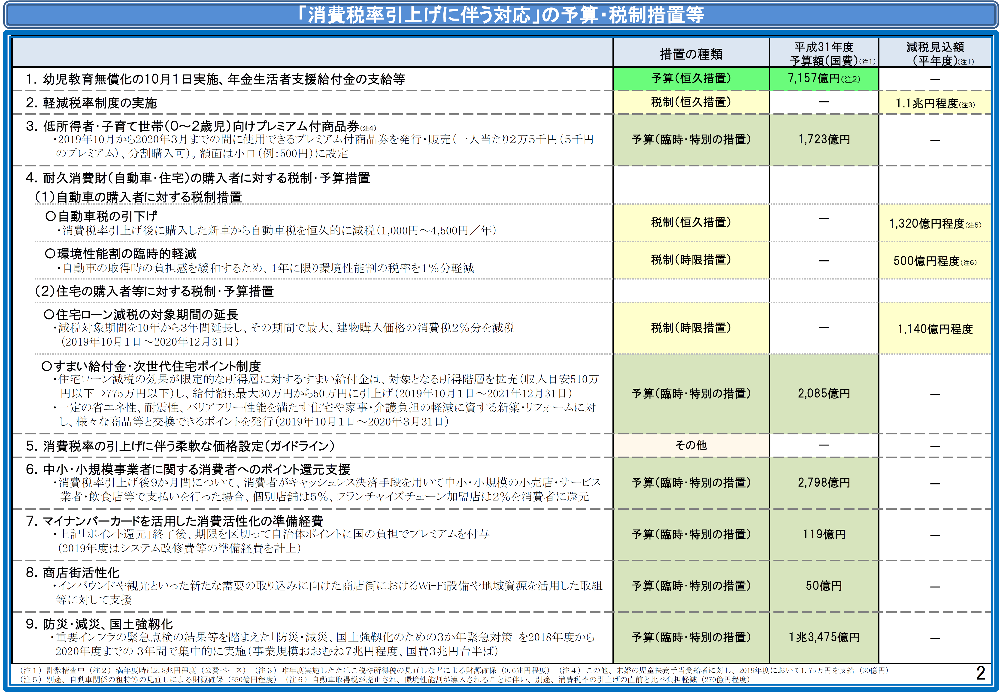 「消費税率引上げに伴う対応」の予算・税制措置等
措置の種類
平成31年度
予算額(国費)(注1)
減税見込額
(平年度)(注1)
1. 幼児教育無償化の10月1日実施、年金生活者支援給付金の支給等
予算(恒久措置)
7,157億円(注2)
―
2. 軽減税率制度の実施
税制(恒久措置)
―
1.1兆円程度(注3)
3. 低所得者・子育て世帯(0~2歳児)向けプレミアム付商品券(注4)
・2019年10月から2020年3月までの間に使用できるプレミアム付商品券を発行・販売(一人当たり2万5千円(5千円
のプレミアム)、分割購入可)。額面は小口(例:500円)に設定
予算(臨時・特別の措置)
1,723億円
―
4. 耐久消費財(自動車・住宅)の購入者に対する税制・予算措置
(1)自動車の購入者に対する税制措置
○自動車税の引下げ
・消費税率引上げ後に購入した新車から自動車税を恒久的に減税(1,000円~4,500円/年)
税制(恒久措置)
―
1,320億円程度(注5)
○環境性能割の臨時的軽減
・自動車の取得時の負担感を緩和するため、1年に限り環境性能割の税率を1%分軽減
税制(時限措置)
―
500億円程度(注6)
(2)住宅の購入者等に対する税制・予算措置
○住宅ローン減税の対象期間の延長
・減税対象期間を10年から3年間延長し、その期間で最大、建物購入価格の消費税2%分を減税
(2019年10月1日~2020年12月31日)
税制(時限措置)
―
1,140億円程度
○すまい給付金・次世代住宅ポイント制度
・住宅ローン減税の効果が限定的な所得層に対するすまい給付金は、対象となる所得階層を拡充(収入目安510万
円以下→775万円以下)し、給付額も最大30万円から50万円に引上げ(2019年10月1日~2021年12月31日)
・一定の省エネ性、耐震性、バリアフリー性能を満たす住宅や家事・介護負担の軽減に資する新築・リフォームに対
し、様々な商品等と交換できるポイントを発行(2019年10月1日~2020年3月31日)
予算(臨時・特別の措置)
2,085億円
―
5. 消費税率の引上げに伴う柔軟な価格設定(ガイドライン)
その他
―
―
6. 中小・小規模事業者に関する消費者へのポイント還元支援
・消費税率引上げ後9か月間について、消費者がキャッシュレス決済手段を用いて中小・小規模の小売店・サービス
業者・飲食店等で支払いを行った場合、個別店舗は5%、フランチャイズチェーン加盟店は2%を消費者に還元
予算(臨時・特別の措置)
2,798億円
―
7. マイナンバーカードを活用した消費活性化の準備経費
・上記「ポイント還元」終了後、期限を区切って自治体ポイントに国の負担でプレミアムを付与
(2019年度はシステム改修費等の準備経費を計上)
予算(臨時・特別の措置)
119億円
―
8. 商店街活性化
・インバウンドや観光といった新たな需要の取り込みに向けた商店街におけるWi-Fi設備や地域資源を活用した取組
等に対して支援
予算(臨時・特別の措置)
50億円
―
9. 防災・減災、国土強靱化
・重要インフラの緊急点検の結果等を踏まえた「防災・減災、国土強靱化のための3か年緊急対策」を2018年度から
2020年度までの 3年間で集中的に実施(事業規模おおむね7兆円程度、国費3兆円台半ば)
予算(臨時・特別の措置)
1兆3,475億円
―
(注1)計数精査中(注2)満年度時は2.8兆円程度(公費ベース)(注3)昨年度実施したたばこ税や所得税の見直しなどによる財源確保(0.6兆円程度)(注4)この他、未婚の児童扶養手当受給者に対し、2019年度において1.75万円を支給(30億円)
(注5)別途、自動車関係の租特等の見直しによる財源確保(550億円程度)(注6)自動車取得税が廃止され、環境性能割が導入されることに伴い、別途、消費税率の引上げの直前と比べ負担軽減(270億円程度)
2